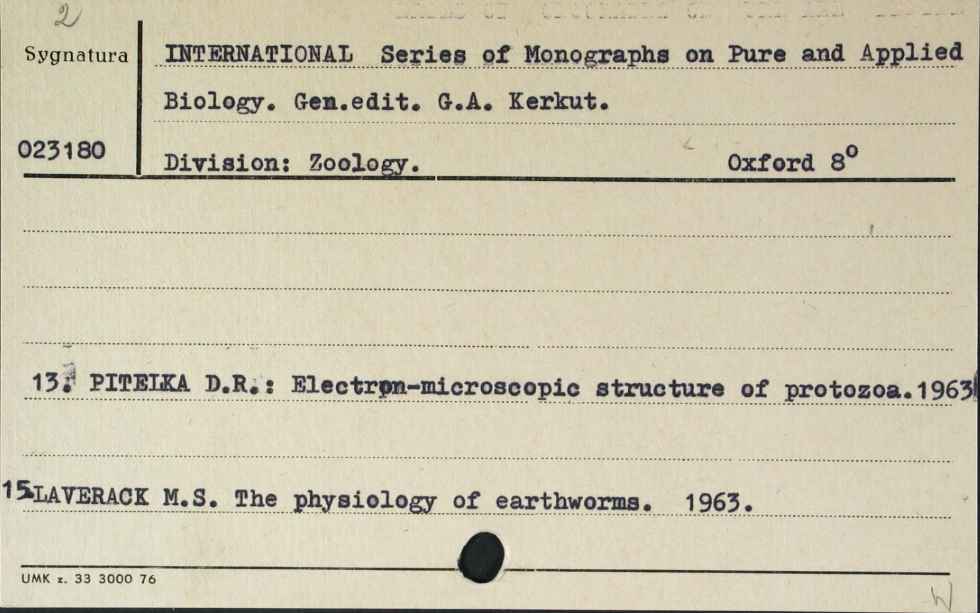 2
Sygnatura
INTERNATIONAL Series of Monographs on Pure and Applied
Biology. Gen.edit. G.A. Kerkut.
023180
Division: Zoology. Oxford 8º
13. PITELKA D.R.: Electron-microscopic structure of protozoa.1963
15 LAVERACK M.S. The physiology of earthworms. 1963.
UMK z. 33 3000 76
W